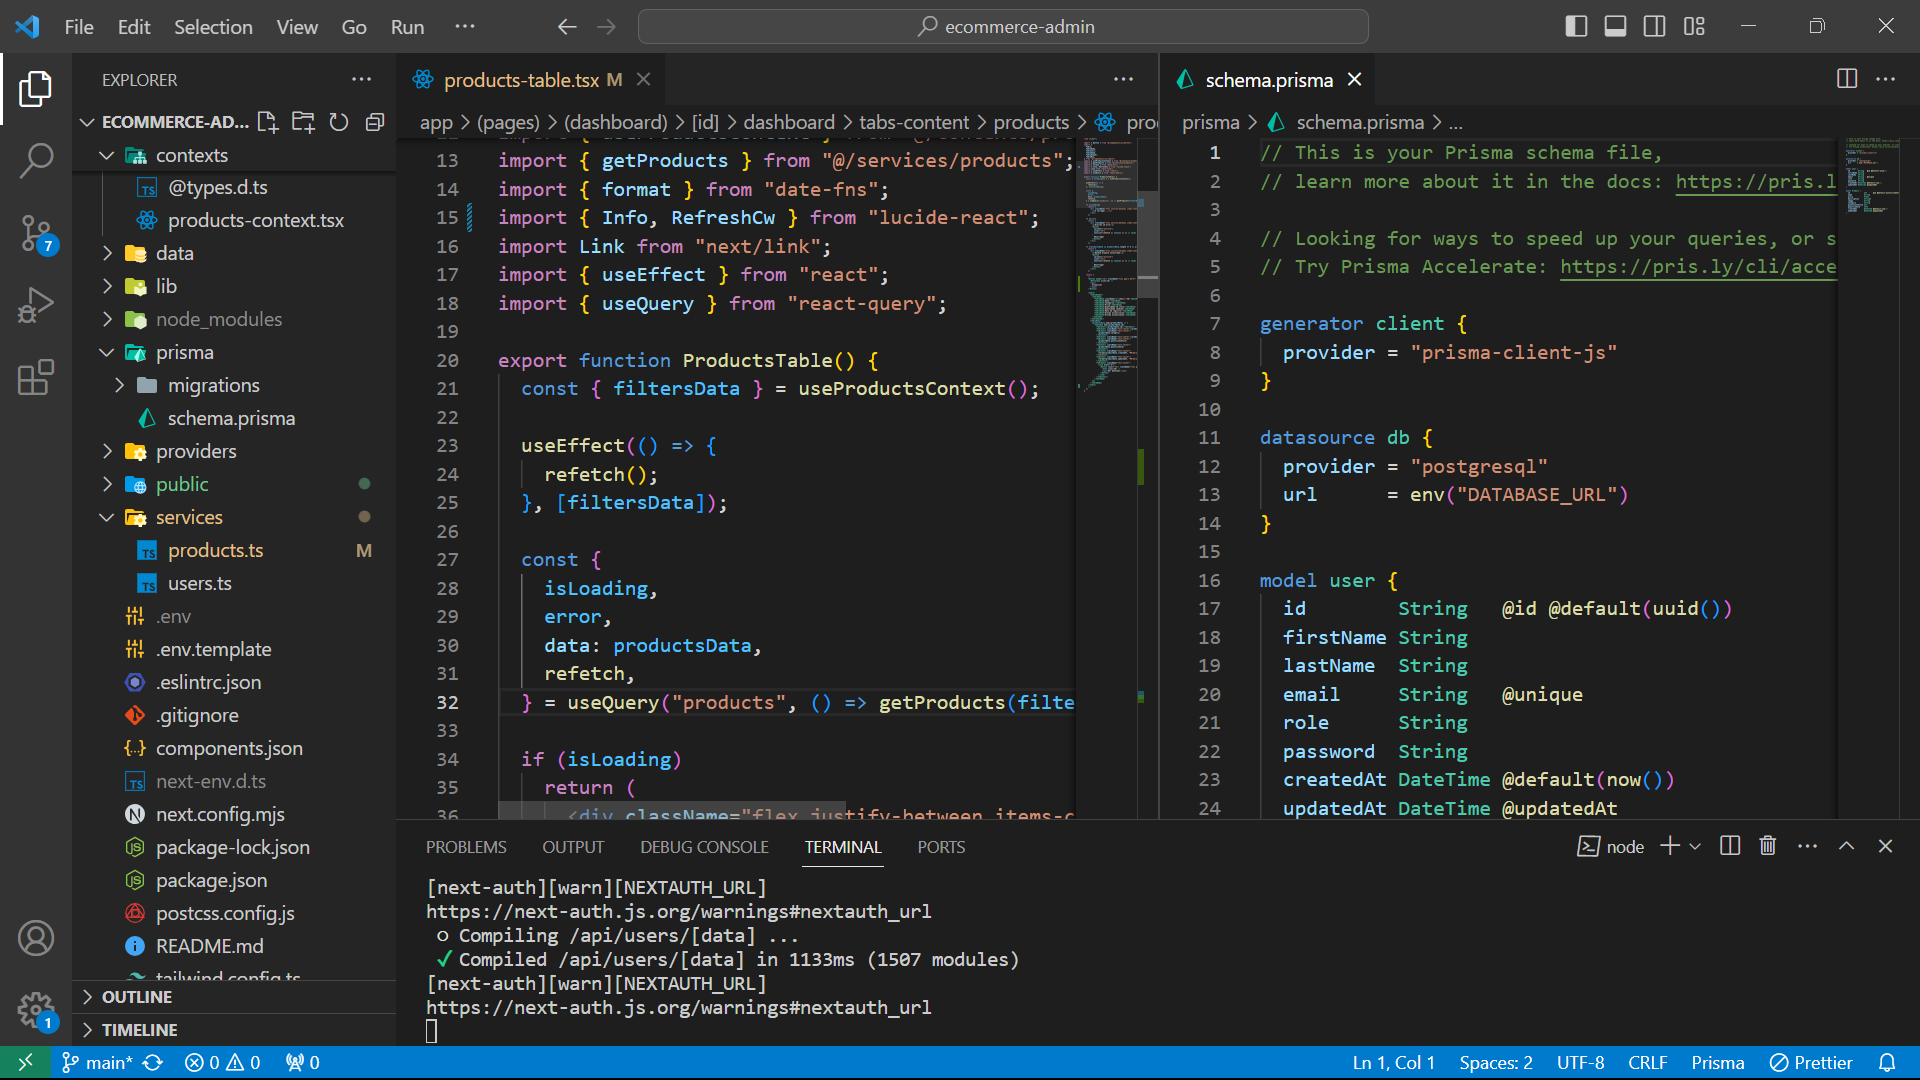 File Edit Selection View Go Run ...
ecommerce-admin
EXPLORER
ECOMMERCE-AD...
contexts
@types.d.ts
products-context.tsx
data
lib
node_modules
prisma
migrations
schema.prisma
providers
public
services
products.ts M
users.ts
.env
.env.template
.eslintrc.json
.gitignore
components.json
next-env.d.ts
next.config.mjs
package-lock.json
package.json
postcss.config.js
README.md
tailwind.config.ts
OUTLINE
TIMELINE
7
1
products-table.tsx M
app > (pages) > (dashboard) > [id] > dashboard > tabs-content > products > proc
13 import { getProducts } from "@/services/products";
14 import { format } from "date-fns";
15 import { Info, RefreshCw } from "lucide-react";
16 import Link from "next/link";
17 import { useEffect } from "react";
18 import { useQuery } from "react-query";
19
20 export function ProductsTable() {
21 const { filtersData } = useProductsContext();
22
23 useEffect(() => {
24 refetch();
25 }, [filtersData]);
26
27 const {
28 isLoading,
29 error,
30 data: productsData,
31 refetch,
32 } = useQuery("products", () => getProducts(filte
33
34 if (isLoading)
35 return (
36 <div className="flex justify-between items-c
schema.prisma
prisma > schema.prisma > ...
1 // This is your Prisma schema file,
2 // learn more about it in the docs: https://pris.l
3
4 // Looking for ways to speed up your queries, or s
5 // Try Prisma Accelerate: https://pris.ly/cli/acce
6
7 generator client {
8 provider = "prisma-client-js"
9 }
10
11 datasource db {
12 provider = "postgresql"
13 url = env("DATABASE_URL")
14 }
15
16 model user {
17 id String @id @default(uuid())
18 firstName String
19 lastName String
20 email String @unique
21 role String
22 password String
23 createdAt DateTime @default(now())
24 updatedAt DateTime @updatedAt
PROBLEMS OUTPUT DEBUG CONSOLE TERMINAL PORTS
node
[next-auth][warn][NEXTAUTH_URL]
https://next-auth.js.org/warnings#nextauth_url
○ Compiling /api/users/[data] ...
✓ Compiled /api/users/[data] in 1133ms (1507 modules)
[next-auth][warn][NEXTAUTH_URL]
https://next-auth.js.org/warnings#nextauth_url
main* 0 0 0
Ln 1, Col 1 Spaces: 2 UTF-8 CRLF Prisma Prettier